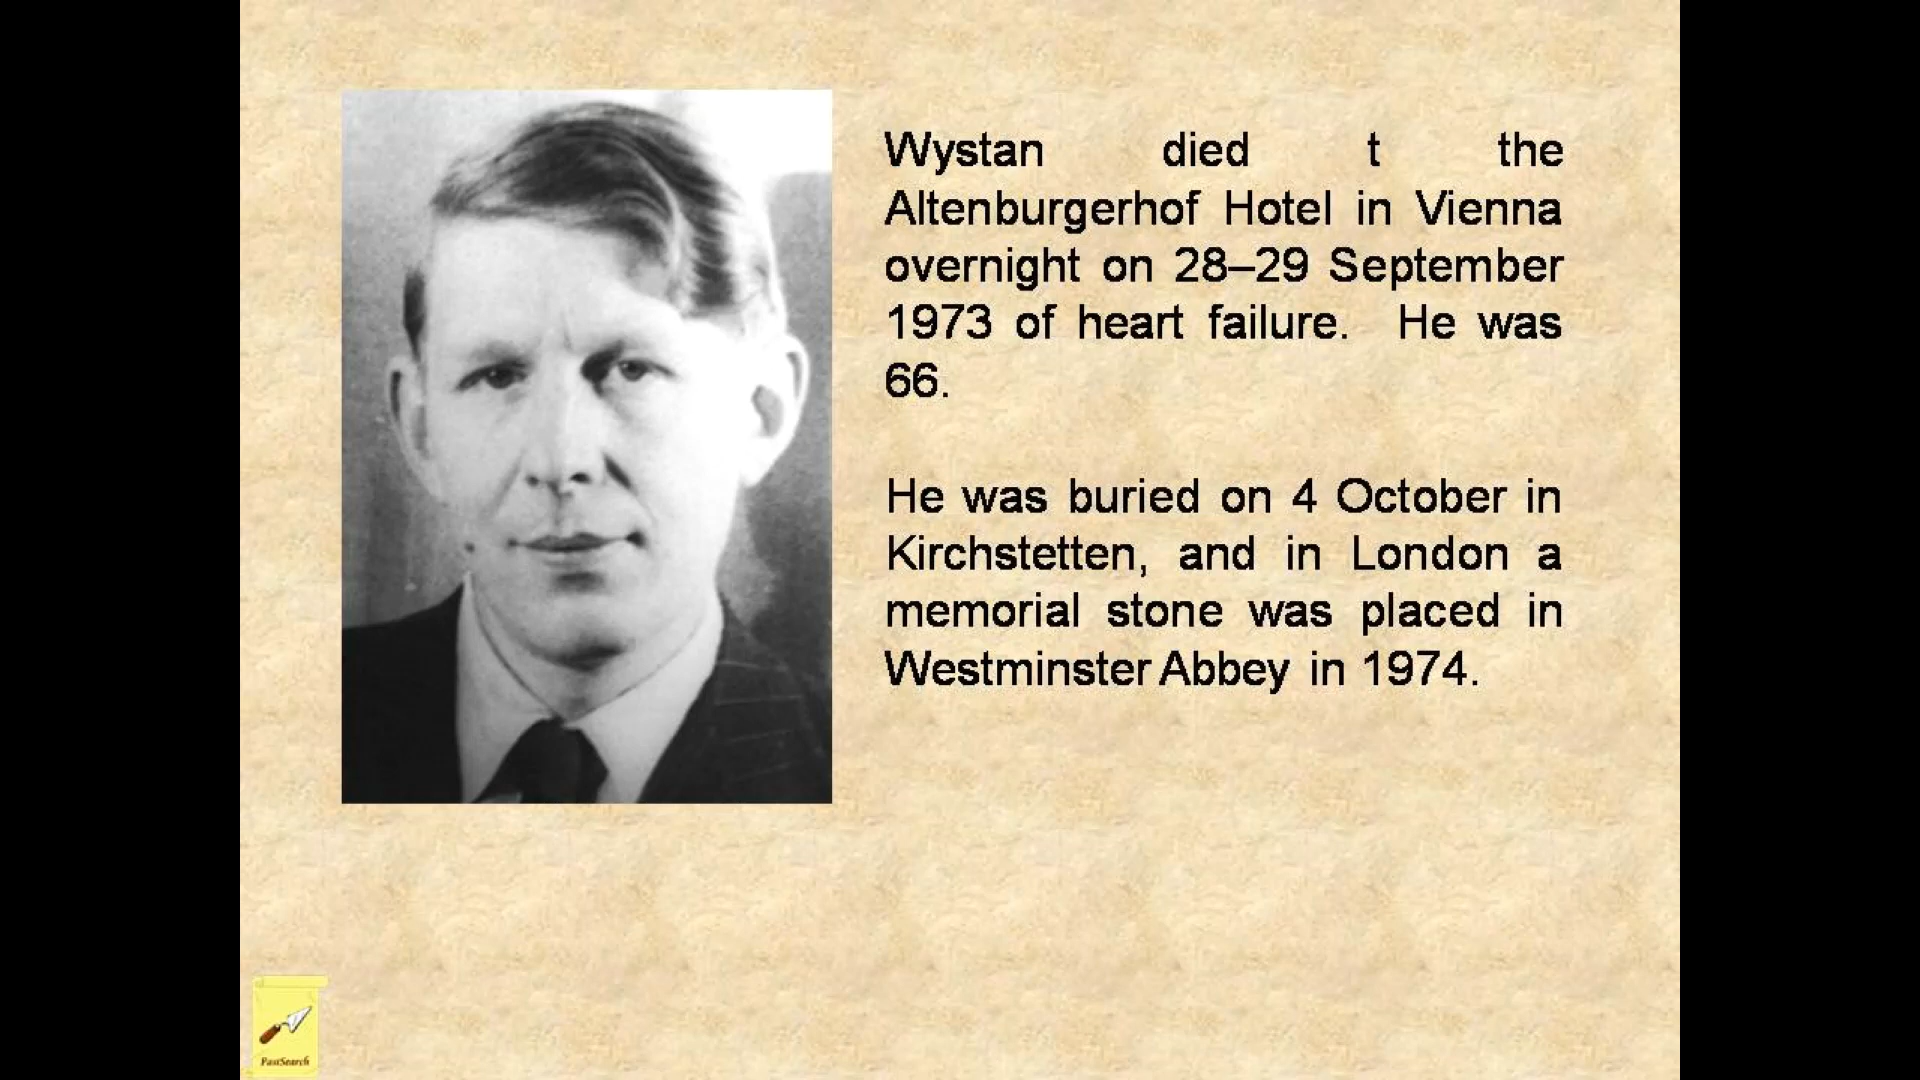 Wystan died t the
Altenburgerhof Hotel in Vienna
overnight on 28–29 September
1973 of heart failure. He was
66.
He was buried on 4 October in
Kirchstetten, and in London a
memorial stone was placed in
Westminster Abbey in 1974.
PastSearch